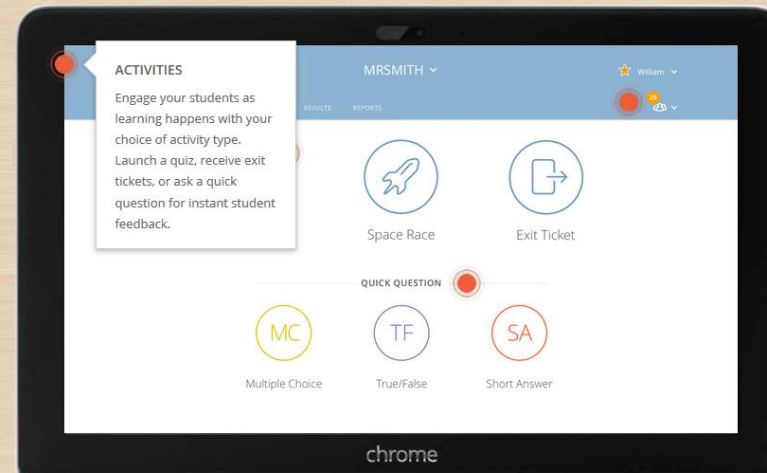 ACTIVITIES
Engage your students as
learning happens with your
choice of activity type.
Launch a quiz, receive exit
tickets, or ask a quick
question for instant student
feedback.
MRSMITH
William
RESULTS
REPORTS
29
Space Race
Exit Ticket
QUICK QUESTION
MC
TF
SA
Multiple Choice
True/False
Short Answer
chrome